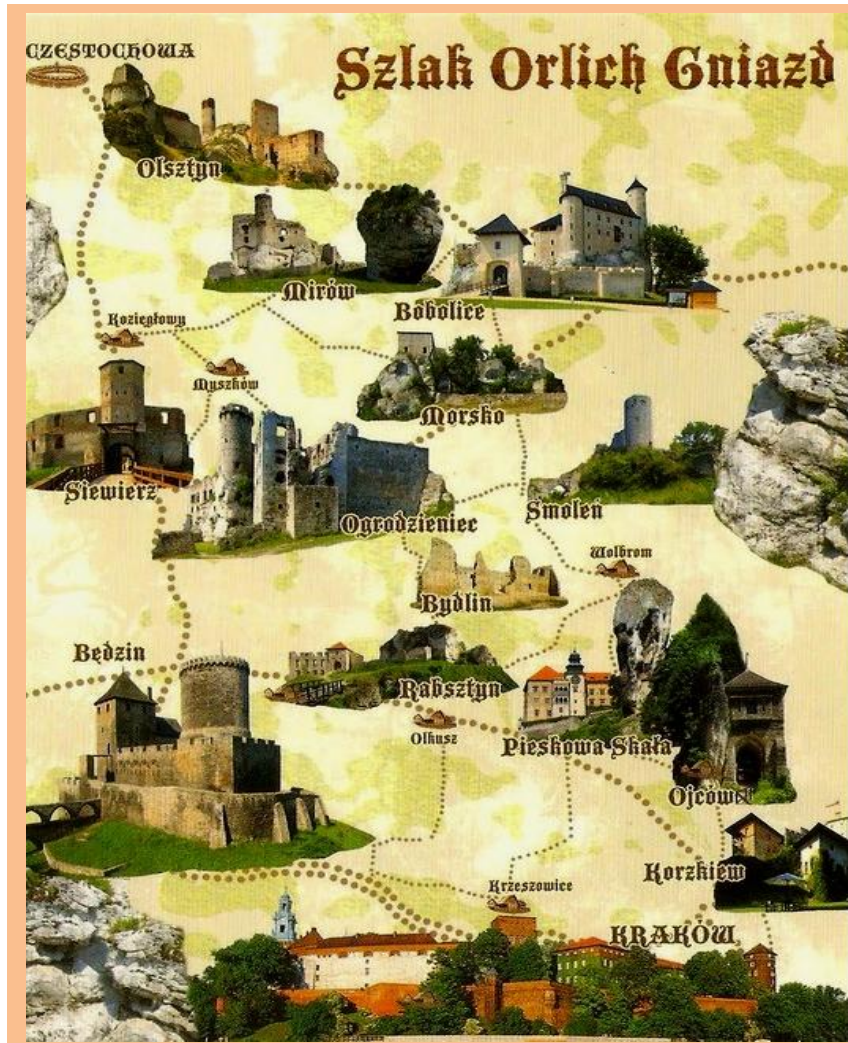 CZĘSTOCHOWA
Szlak Orlich Gniazd
Olsztyn
Mirów
Bobolice
Koziegłowy
Myszków
Morsko
Siewierz
Ogrodzieniec
Smoleń
Wolbrom
Bydlin
Będzin
Rabsztyn
Olkusz
Pieskowa Skała
Ojców
Korzkiew
Krzeszowice
KRAKÓW